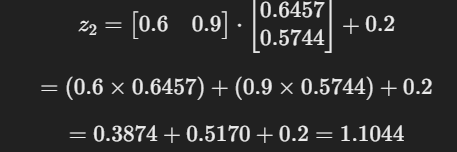 z₂ = [0.6 0.9] · [0.6457 0.5744] + 0.2
= (0.6 × 0.6457) + (0.9 × 0.5744) + 0.2
= 0.3874 + 0.5170 + 0.2 = 1.1044